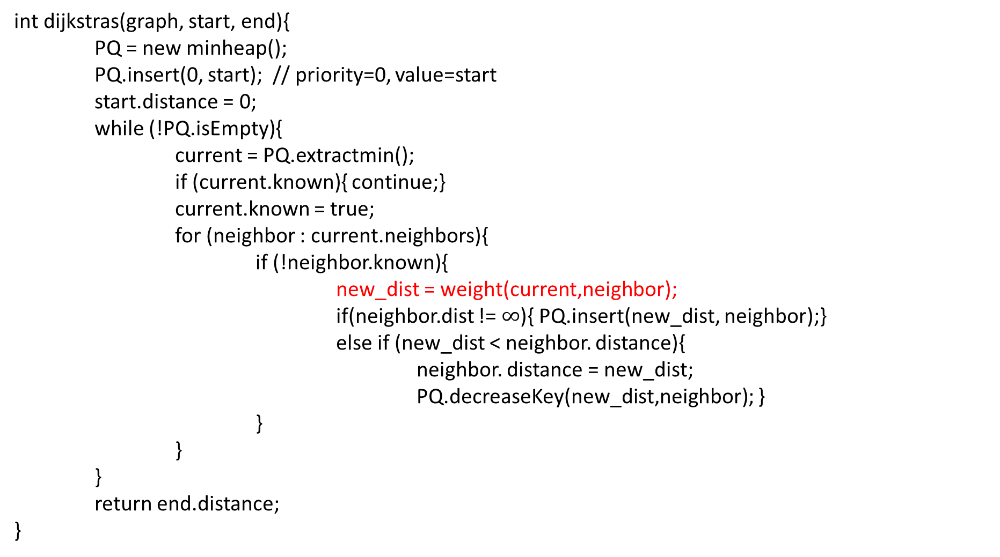 int dijkstras(graph, start, end){
PQ = new minheap();
PQ.insert(0, start);  // priority=0, value=start
start.distance = 0;
while (!PQ.isEmpty){
current = PQ.extractmin();
if (current.known){ continue;}
current.known = true;
for (neighbor : current.neighbors){
if (!neighbor.known){
new_dist = weight(current,neighbor);
if(neighbor.dist != ∞){ PQ.insert(new_dist, neighbor);}
else if (new_dist < neighbor. distance){
neighbor. distance = new_dist;
PQ.decreaseKey(new_dist,neighbor); }
}
}
}
return end.distance;
}